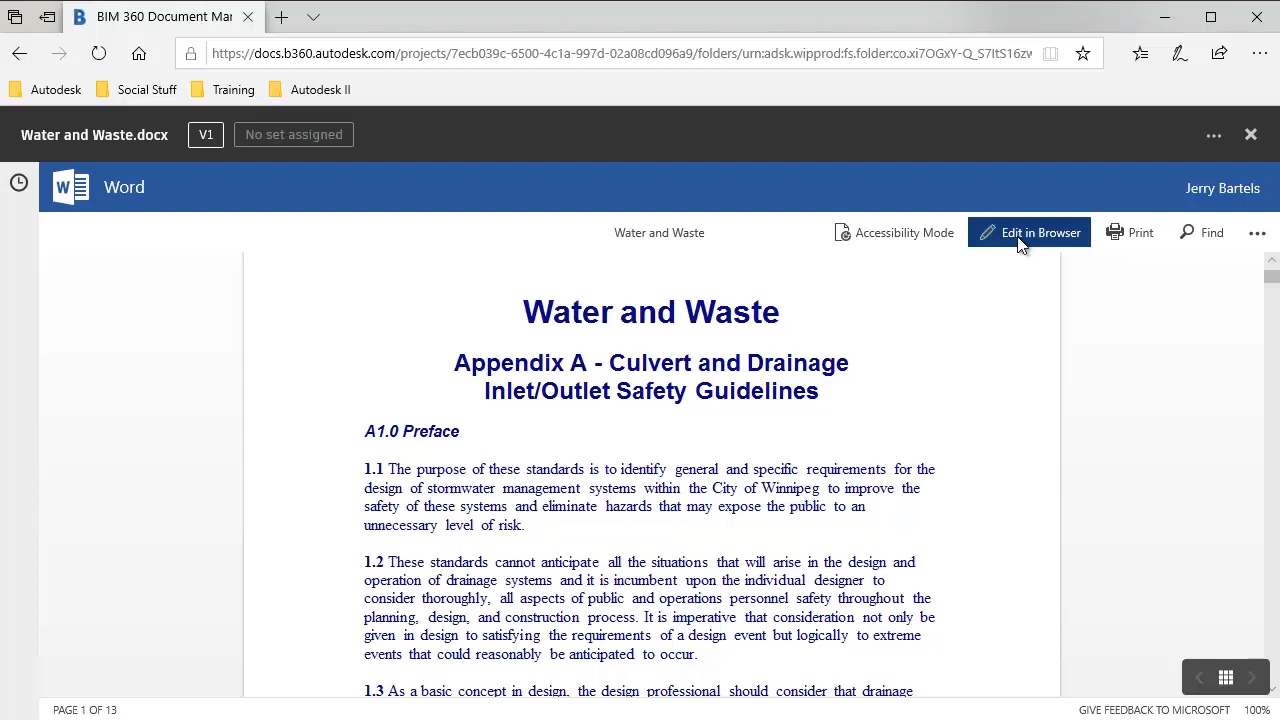 BIM 360 Document Mar
https://docs.b360.autodesk.com/projects/7ecb039c-6500-4c1a-997d-02a08cd096a9/folders/urn:adsk.wipprod:fs.folder:co.xi7OGxY-Q_S7ItS16zw
Autodesk Social Stuff Training Autodesk II
Water and Waste.docx V1 No set assigned
Word Jerry Bartels
Water and Waste Accessibility Mode Edit in Browser Print Find
Water and Waste
Appendix A - Culvert and Drainage
Inlet/Outlet Safety Guidelines
A1.0 Preface
1.1 The purpose of these standards is to identify general and specific requirements for the
design of stormwater management systems within the City of Winnipeg to improve the
safety of these systems and eliminate hazards that may expose the public to an
unnecessary level of risk.
1.2 These standards cannot anticipate all the situations that will arise in the design and
operation of drainage systems and it is incumbent upon the individual designer to
consider thoroughly, all aspects of public and operations personnel safety throughout the
planning, design, and construction process. It is imperative that consideration not only be
given in design to satisfying the requirements of a design event but logically to extreme
events that could reasonably be anticipated to occur.
1.3 As a basic concept in design, the design professional should consider that drainage
PAGE 1 OF 13 GIVE FEEDBACK TO MICROSOFT 100%